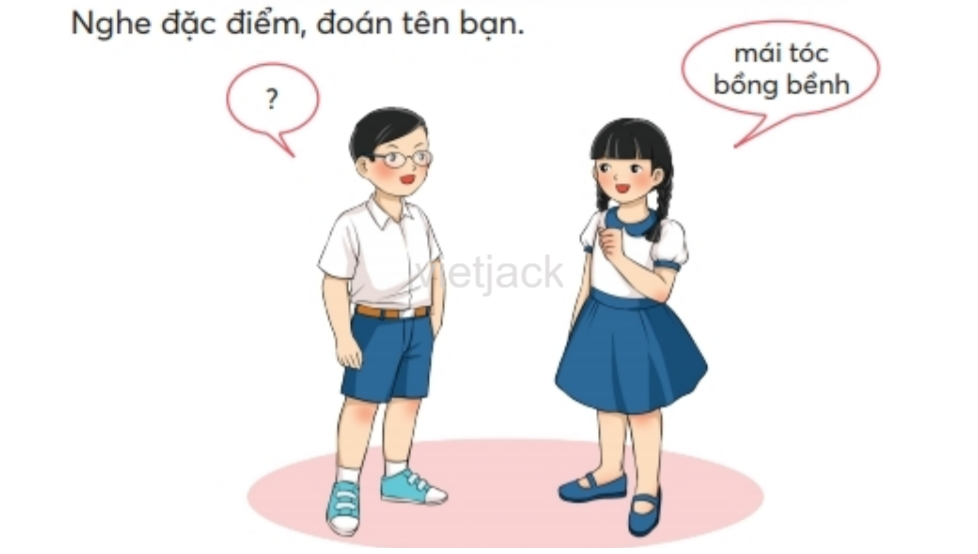 Nghe đặc điểm, đoán tên bạn.
?
mái tóc
bồng bềnh
vietjack